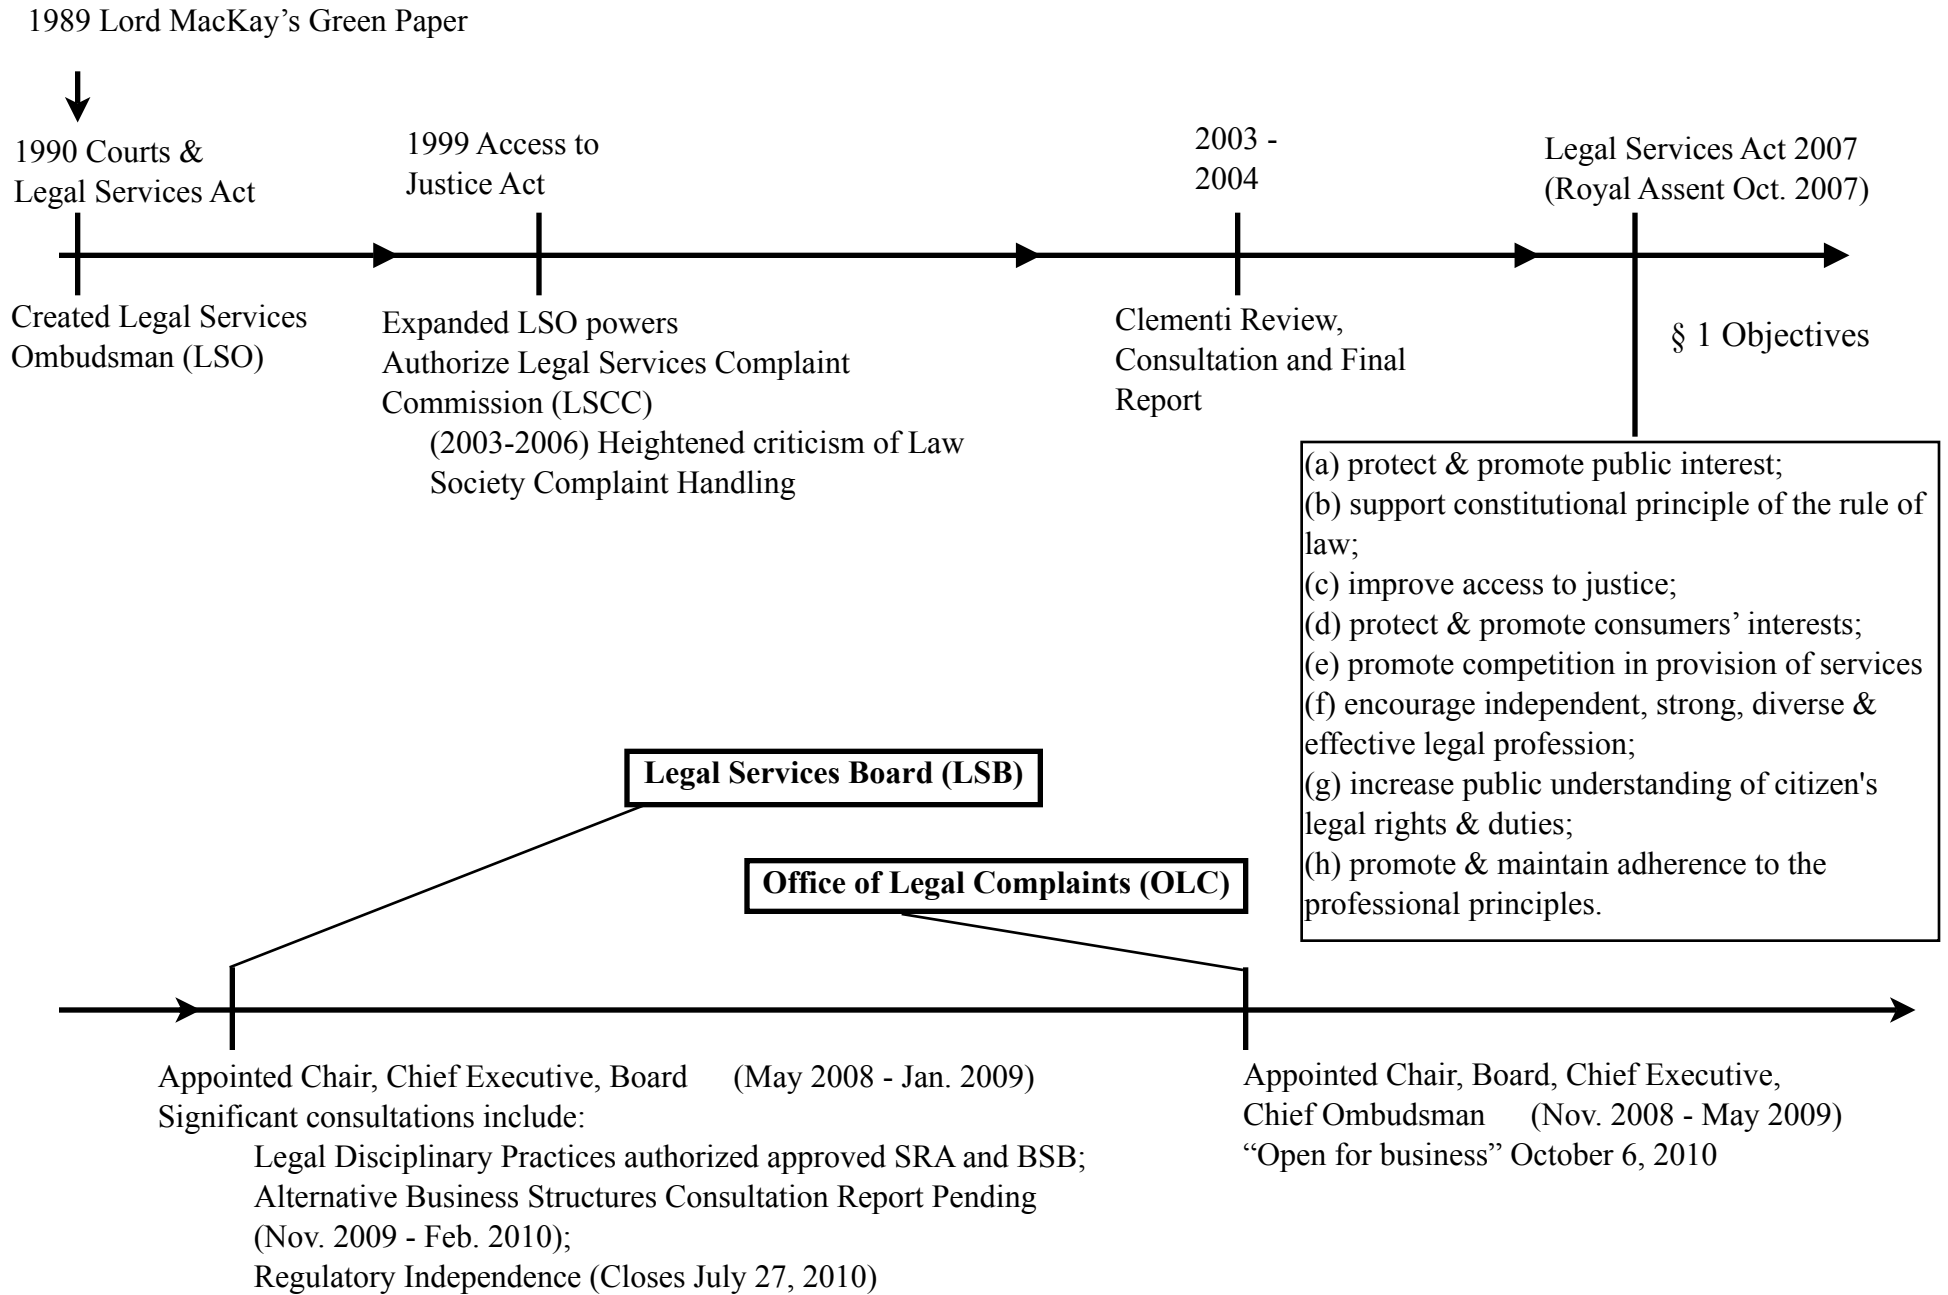 1989 Lord MacKay’s Green Paper
1990 Courts &
Legal Services Act
1999 Access to
Justice Act
2003 -
2004
Legal Services Act 2007
(Royal Assent Oct. 2007)
Created Legal Services
Ombudsman (LSO)
Expanded LSO powers
Authorize Legal Services Complaint
Commission (LSCC)
(2003-2006) Heightened criticism of Law
Society Complaint Handling
Clementi Review,
Consultation and Final
Report
§ 1 Objectives
(a) protect & promote public interest;
(b) support constitutional principle of the rule of
law;
(c) improve access to justice;
(d) protect & promote consumers’ interests;
(e) promote competition in provision of services
(f) encourage independent, strong, diverse &
effective legal profession;
(g) increase public understanding of citizen's
legal rights & duties;
(h) promote & maintain adherence to the
professional principles.
Legal Services Board (LSB)
Office of Legal Complaints (OLC)
Appointed Chair, Chief Executive, Board (May 2008 - Jan. 2009)
Significant consultations include:
Legal Disciplinary Practices authorized approved SRA and BSB;
Alternative Business Structures Consultation Report Pending
(Nov. 2009 - Feb. 2010);
Regulatory Independence (Closes July 27, 2010)
Appointed Chair, Board, Chief Executive,
Chief Ombudsman (Nov. 2008 - May 2009)
“Open for business” October 6, 2010